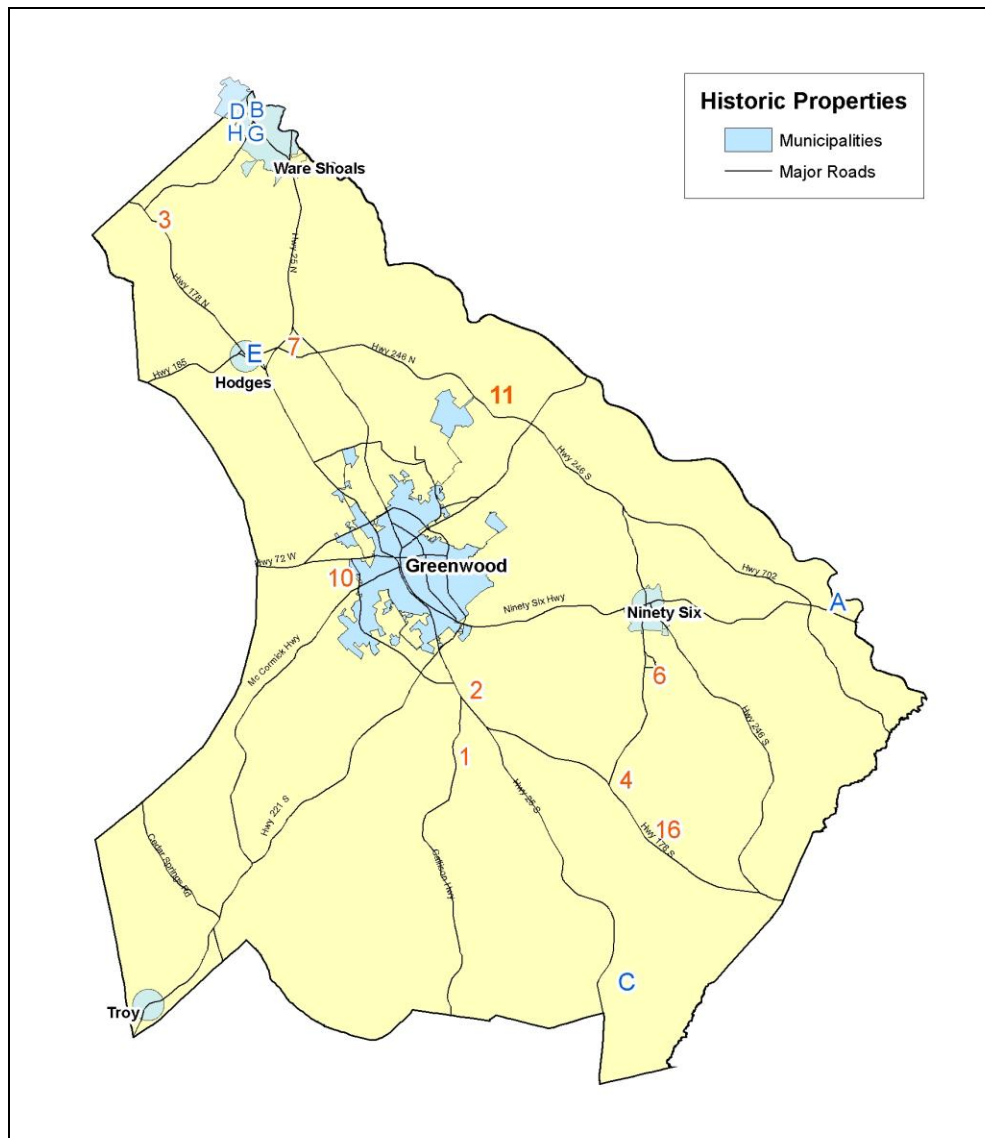 Historic Properties
Municipalities
Major Roads
D B
H G
Ware Shoals
3
Hwy 25 N
Hwy 178 N
E
7
Hwy 246 N
Hwy 185
Hodges
11
Hwy 246 S
Hwy 72 W
Greenwood
10
Hwy 702
A
Ninety Six Hwy
Ninety Six
Mc Cormick Hwy
6
2
Hwy 246 S
1
4
Hwy 221 S
Hwy 25 S
16
Hwy 178 S
Cedar Springs Rd
Callison Hwy
C
Troy